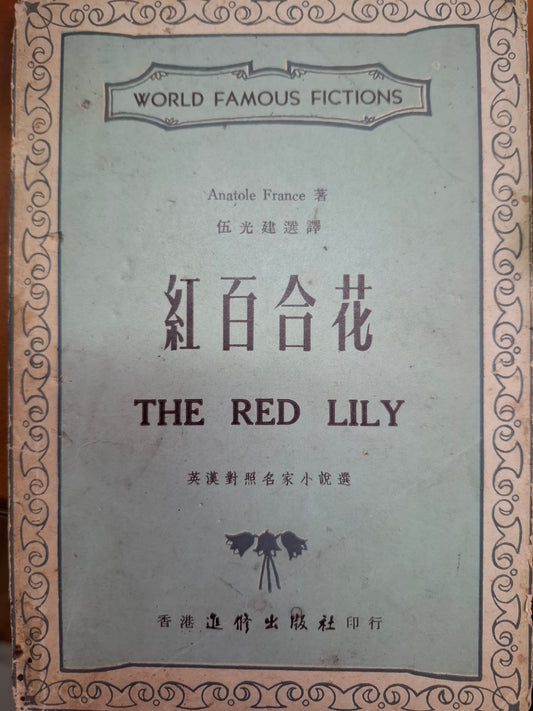 WORLD FAMOUS FICTIONS
Anatole France 著
伍光建選譯
紅百合花
THE RED LILY
英漢對照名家小說選
香港進修出版社印行